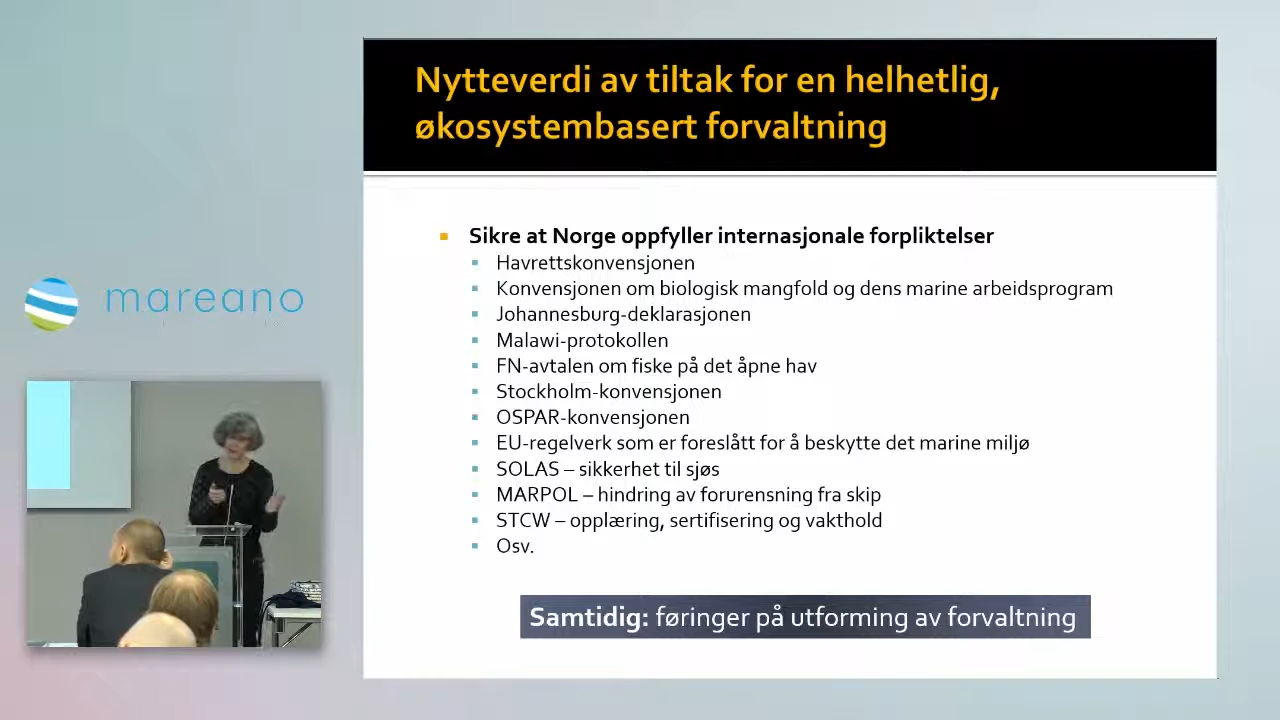 Nytteverdi av tiltak for en helhetlig,
økosystembasert forvaltning
Sikre at Norge oppfyller internasjonale forpliktelser
Havrettskonvensjonen
Konvensjonen om biologisk mangfold og dens marine arbeidsprogram
Johannesburg-deklarasjonen
Malawi-protokollen
FN-avtalen om fiske på det åpne hav
Stockholm-konvensjonen
OSPAR-konvensjonen
EU-regelverk som er foreslått for å beskytte det marine miljø
SOLAS – sikkerhet til sjøs
MARPOL – hindring av forurensning fra skip
STCW – opplæring, sertifisering og vakthold
Osv.
Samtidig: føringer på utforming av forvaltning
mareano